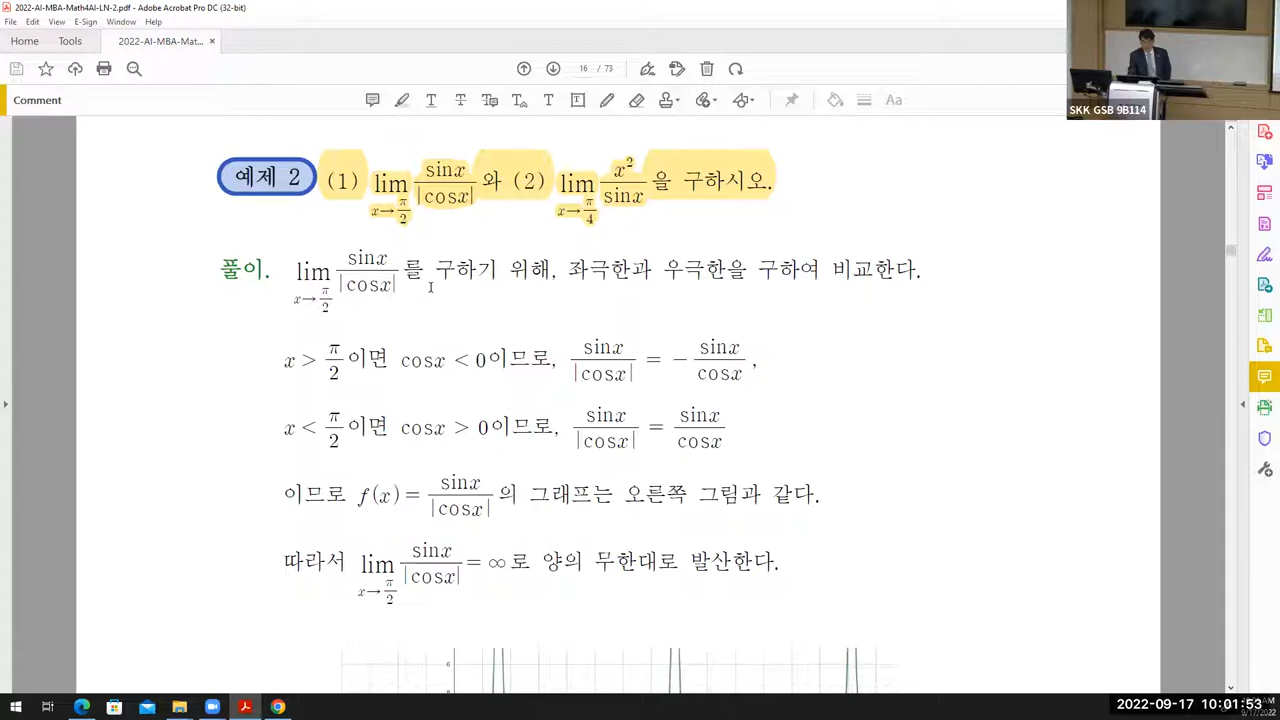 2022-AI-MBA-Math4AI-LN-2.pdf - Adobe Acrobat Pro DC (32-bit)
File Edit View E-Sign Window Help
Home Tools 2022-AI-MBA-Mat... ×
16 / 73
Comment
SKK GSB 9B114
예제 2 (1) lim x→π/2 sinx/|cosx| 와 (2) lim x→π/4 x²/sinx 을 구하시오.
풀이. lim x→π/2 sinx/|cosx| 를 구하기 위해, 좌극한과 우극한을 구하여 비교한다.
x > π/2 이면 cosx < 0이므로, sinx/|cosx| = − sinx/cosx ,
x < π/2 이면 cosx > 0이므로, sinx/|cosx| = sinx/cosx
이므로 f(x) = sinx/|cosx| 의 그래프는 오른쪽 그림과 같다.
따라서 lim x→π/2 sinx/|cosx| = ∞로 양의 무한대로 발산한다.
6
2022-09-17 10:01:53